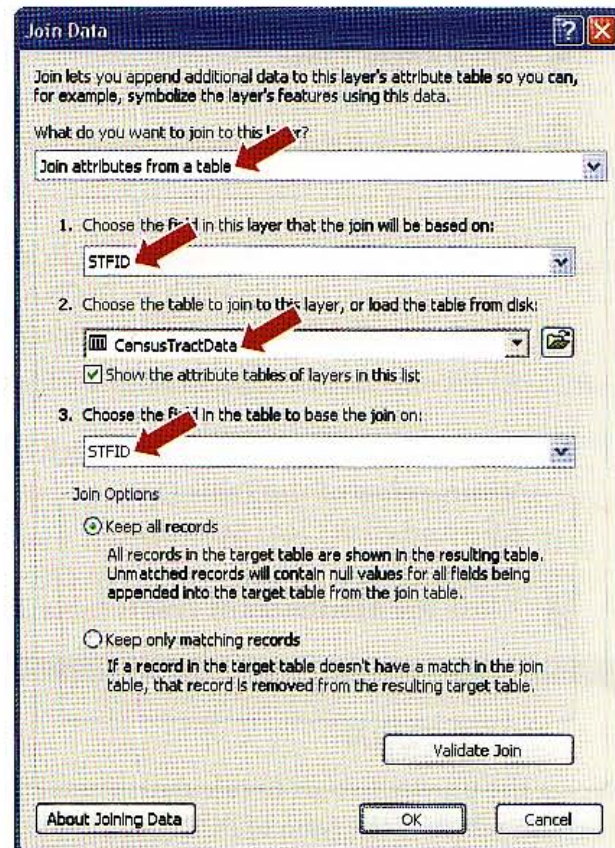 Join Data
Join lets you append additional data to this layer's attribute table so you can,
for example, symbolize the layer's features using this data.
What do you want to join to this layer?
Join attributes from a table
1. Choose the field in this layer that the join will be based on:
STFID
2. Choose the table to join to this layer, or load the table from disk:
CensusTractData
Show the attribute tables of layers in this list
3. Choose the field in the table to base the join on:
STFID
Join Options
Keep all records
All records in the target table are shown in the resulting table.
Unmatched records will contain null values for all fields being
appended into the target table from the join table.
Keep only matching records
If a record in the target table doesn't have a match in the join
table, that record is removed from the resulting target table.
Validate Join
About Joining Data
OK
Cancel